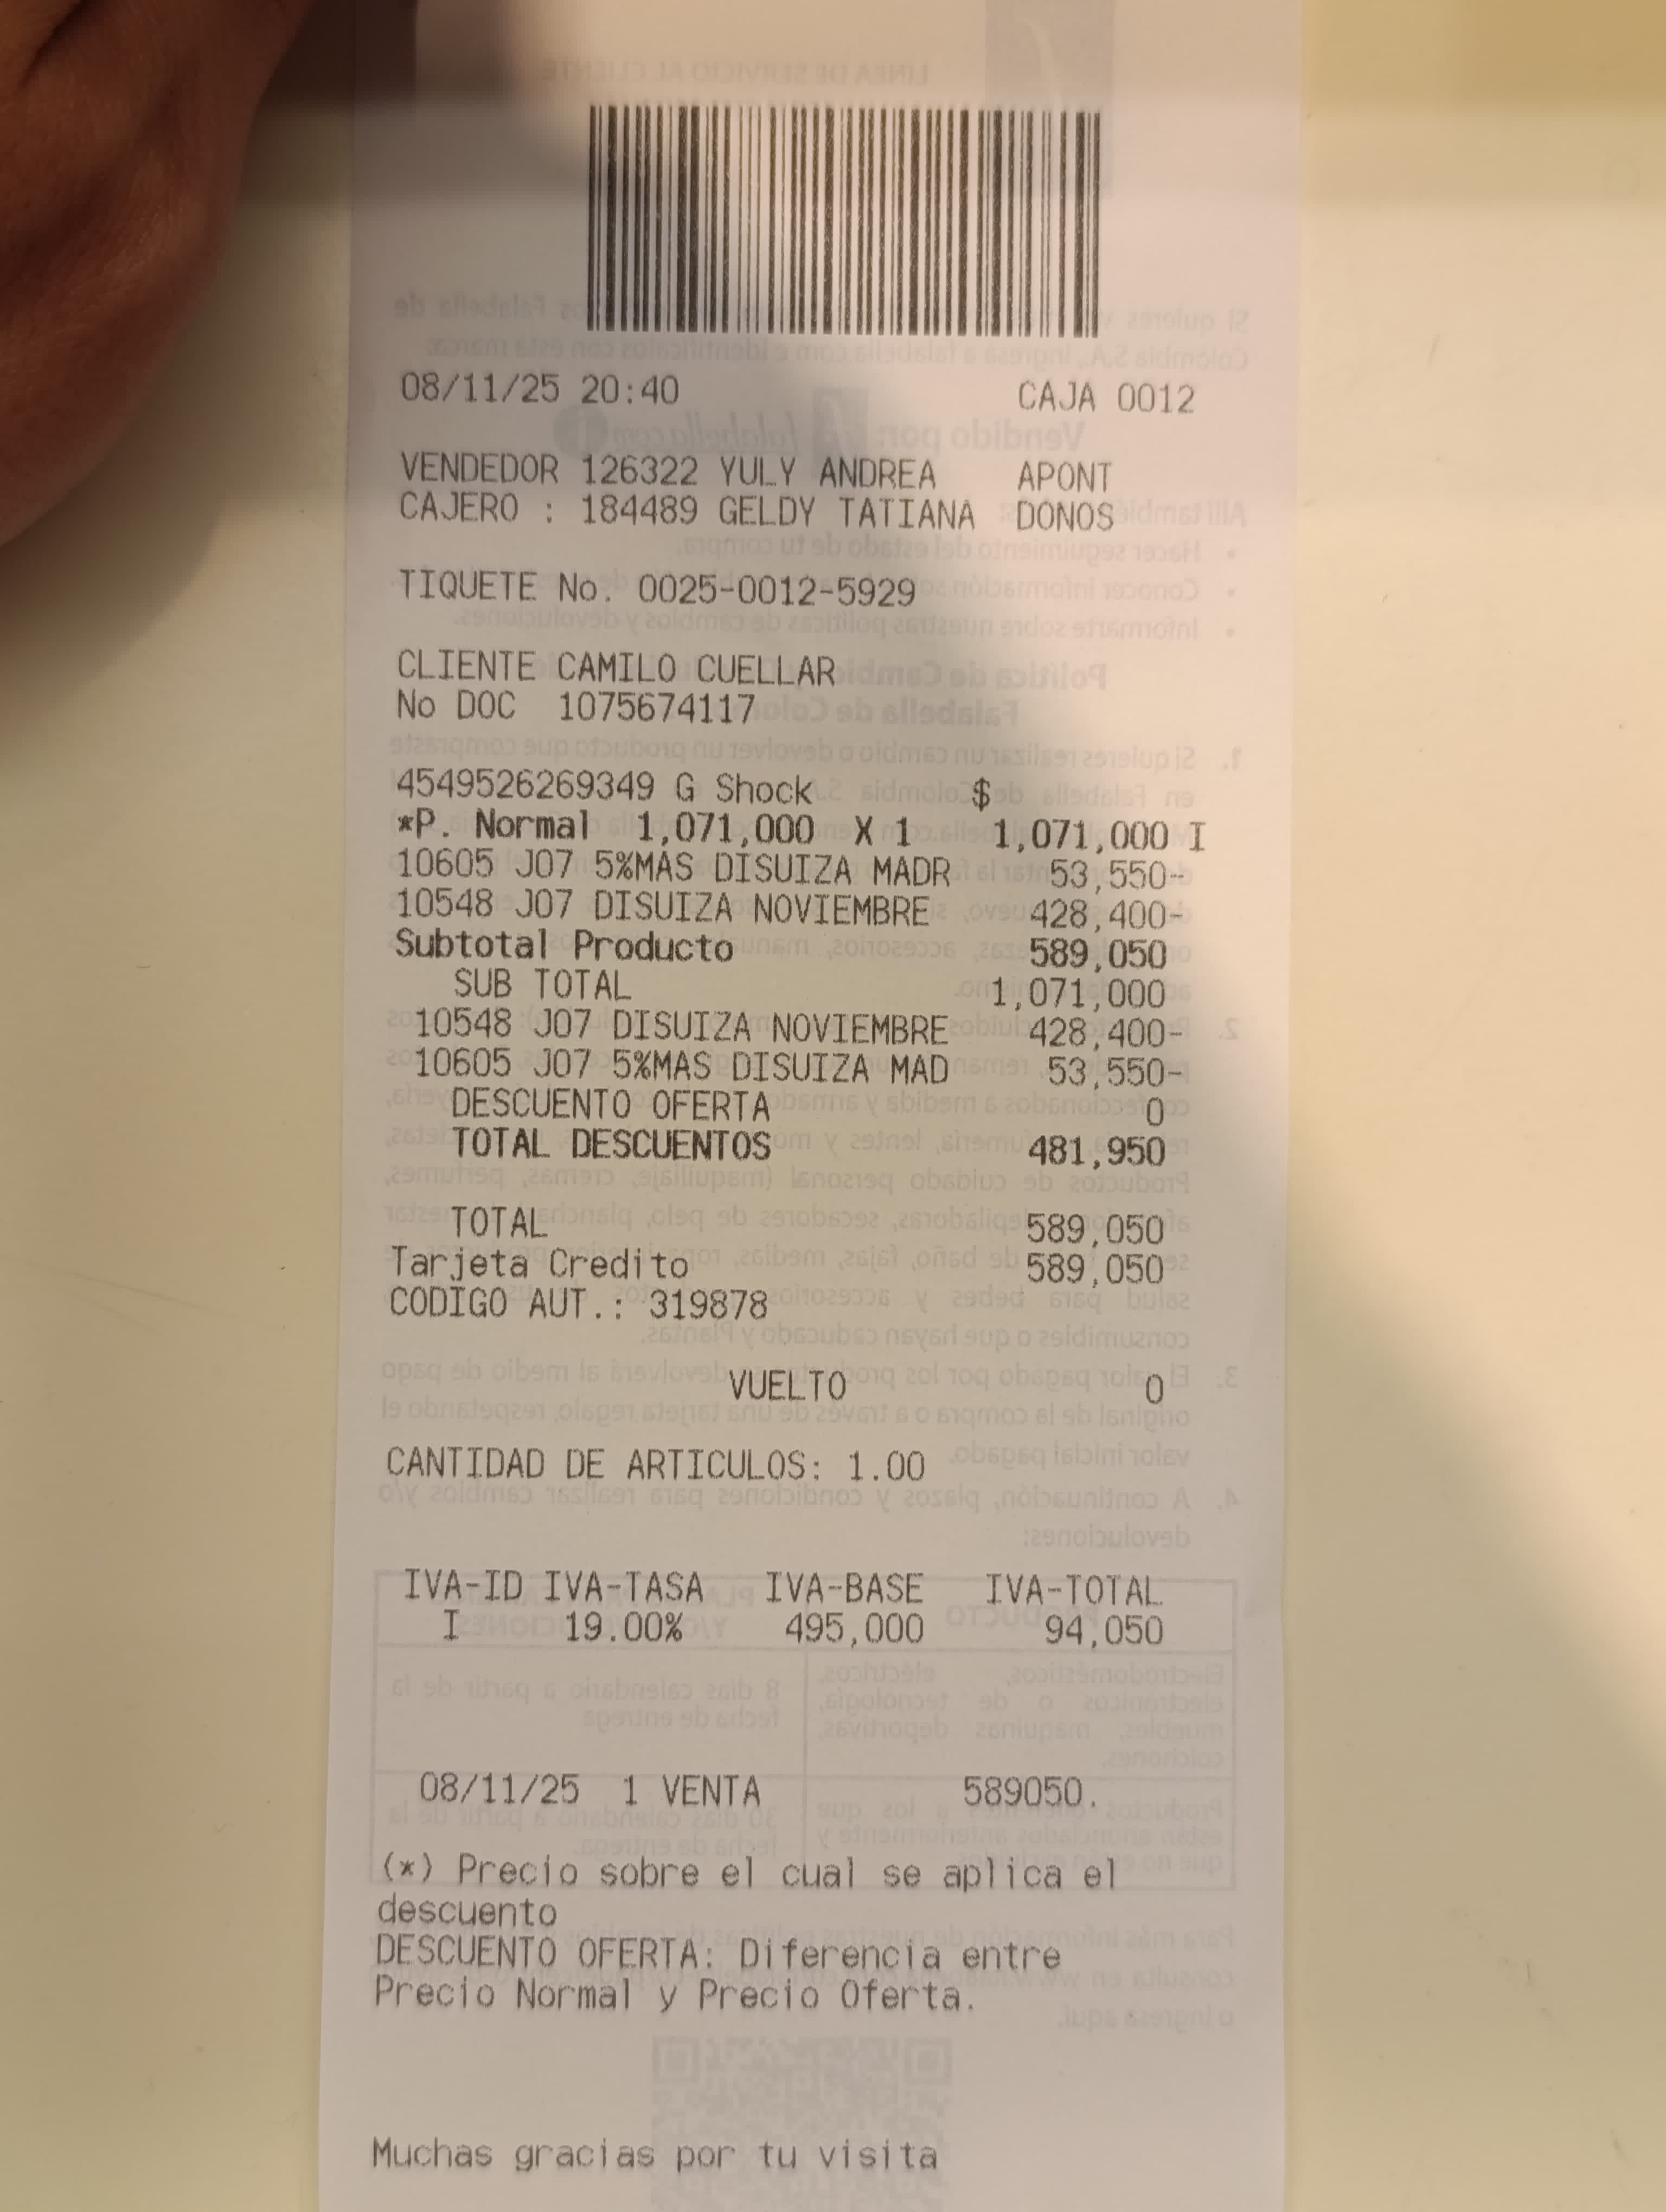 08/11/25 20:40 CAJA 0012
VENDEDOR 126322 YULY ANDREA APONT
CAJERO : 184489 GELDY TATIANA DONOS
TIQUETE No. 0025-0012-5929
CLIENTE CAMILO CUELLAR
No DOC 1075674117
4549526269349 G Shock $
*P. Normal 1,071,000 X 1 1,071,000 I
10605 J07 5%MAS DISUIZA MADR 53,550-
10548 J07 DISUIZA NOVIEMBRE 428,400-
Subtotal Producto 589,050
SUB TOTAL 1,071,000
10548 J07 DISUIZA NOVIEMBRE 428,400-
10605 J07 5%MAS DISUIZA MAD 53,550-
DESCUENTO OFERTA 0
TOTAL DESCUENTOS 481,950
TOTAL 589,050
Tarjeta Credito 589,050
CODIGO AUT.: 319878
VUELTO 0
CANTIDAD DE ARTICULOS: 1.00
IVA-ID IVA-TASA IVA-BASE IVA-TOTAL
I 19.00% 495,000 94,050
08/11/25 1 VENTA 589050.
(*) Precio sobre el cual se aplica el
descuento
DESCUENTO OFERTA: Diferencia entre
Precio Normal y Precio Oferta.
Muchas gracias por tu visita